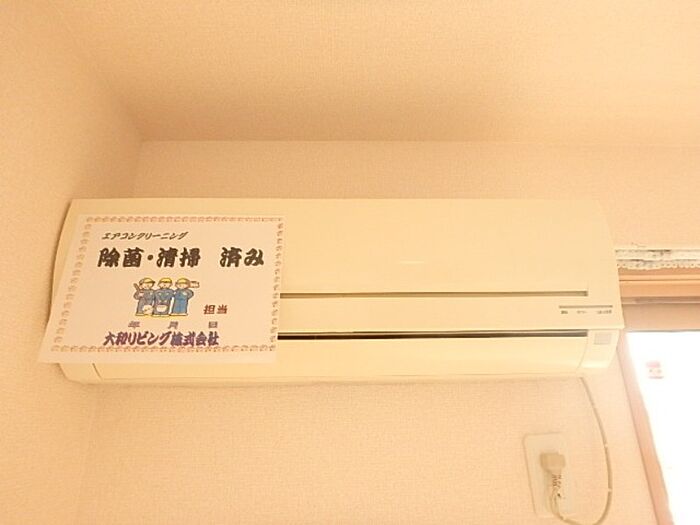 エアコンクリーニング
除菌・清掃 済み
担当
年 月 日
大和リビング株式会社